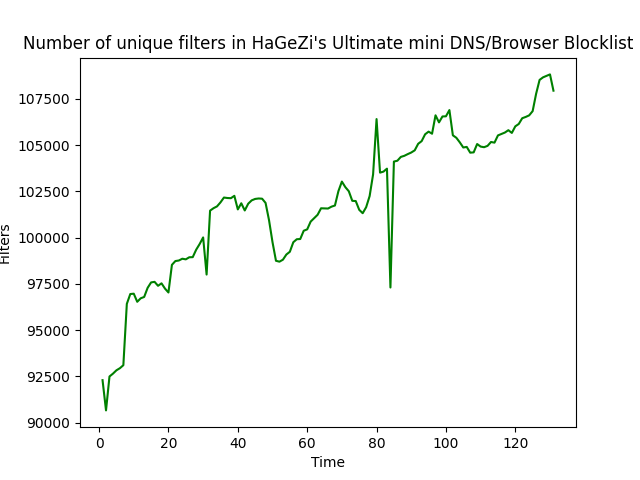 Number of unique filters in HaGeZi's Ultimate mini DNS/Browser Blocklist
107500
105000
102500
100000
97500
95000
92500
90000
Filters
0 20 40 60 80 100 120
Time